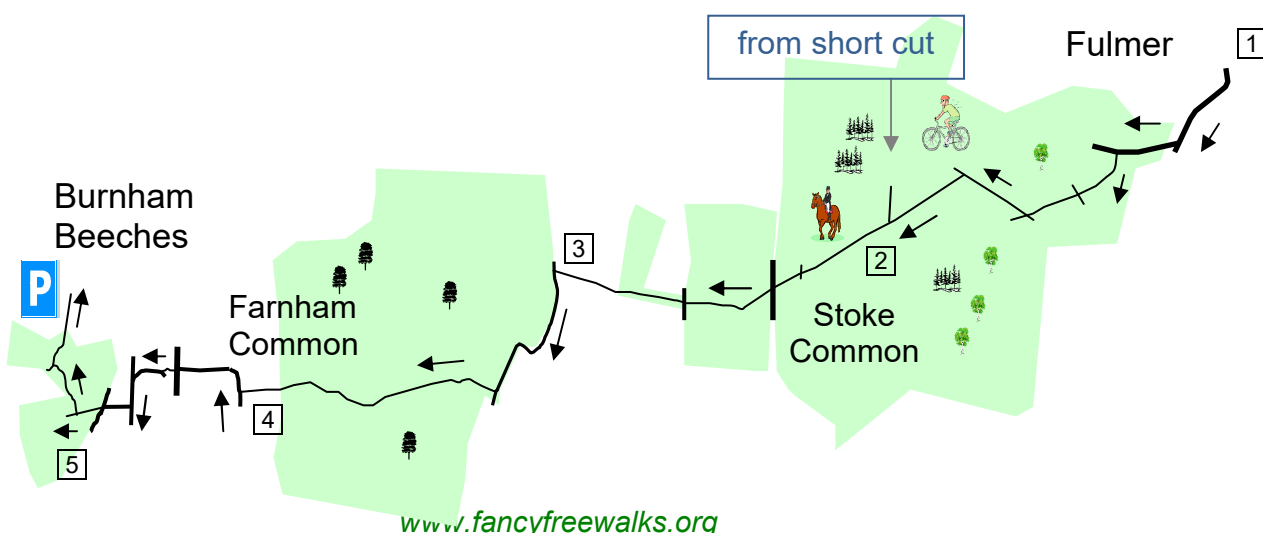 from short cut
Fulmer
1
Burnham
Beeches
P
3
2
Farnham
Common
Stoke
Common
4
5
www.fancyfreewalks.org